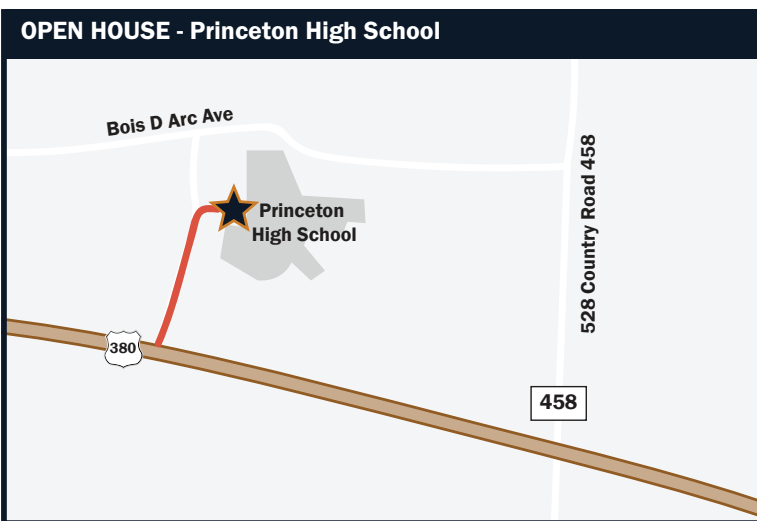 OPEN HOUSE - Princeton High School
Bois D Arc Ave
528 Country Road 458
Princeton
High School
380
458